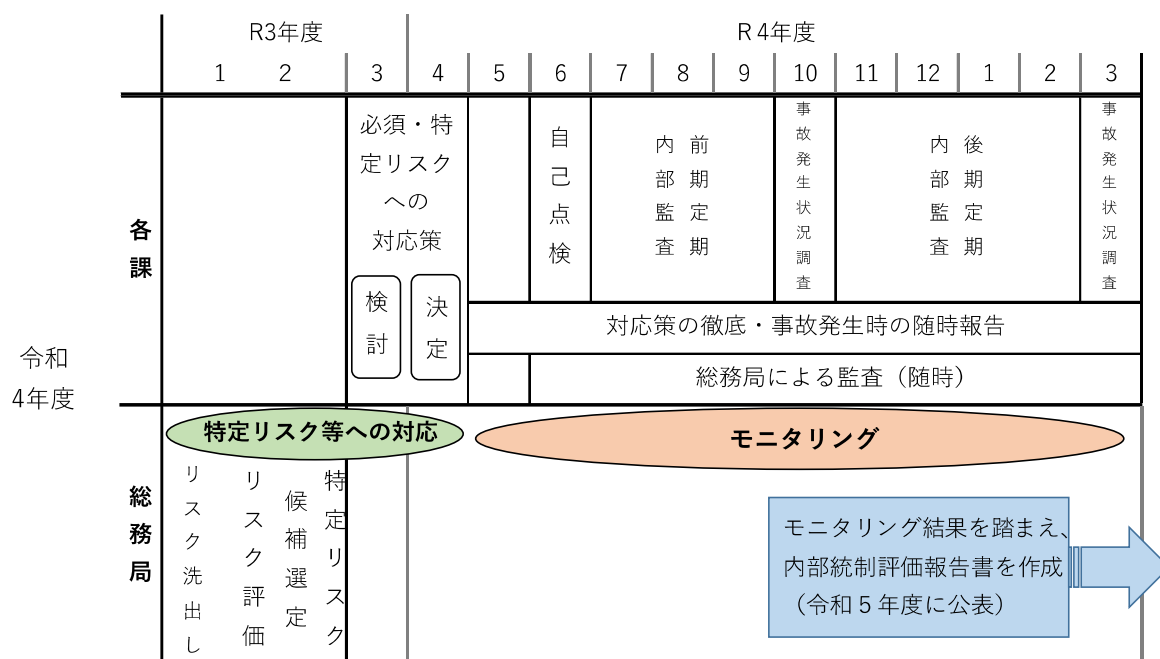 R3年度
R４年度
1 2 3 4 5 6 7 8 9 10 11 12 1 2 3
令和
4年度
各課
必須・特
定リスク
への
対応策
検討
決定
自己点検
前期定期
内部監査
事故発生状況調査
後期定期
内部監査
事故発生状況調査
対応策の徹底・事故発生時の随時報告
総務局による監査（随時）
総務局
特定リスク等への対応
モニタリング
リスク洗出し
リスク評価
特定リスク
候補選定
モニタリング結果を踏まえ、
内部統制評価報告書を作成
（令和５年度に公表）